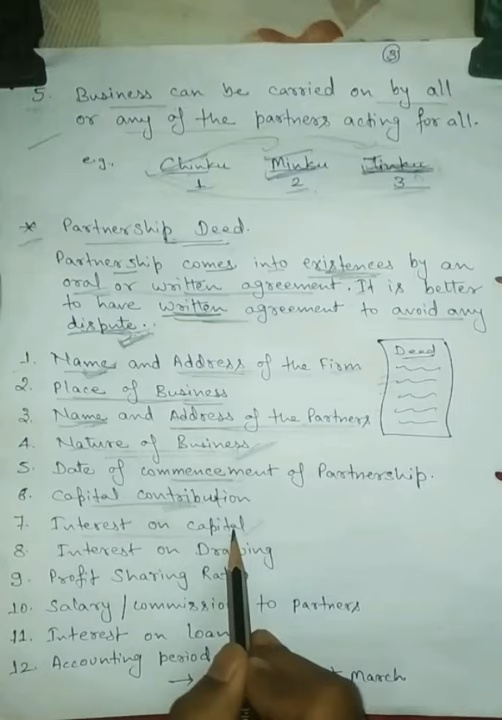 3
5. Business can be carried on by all
or any of the partners acting for all.
e.g., Chinku Minku Tinku
1 2 3
* Partnership Deed.
Partnership comes into existences by an
oral or written agreement. It is better
to have written agreement to avoid any
dispute.
Deed
1. Name and Address of the Firm
2. Place of Business
3. Name and Address of the Partners
4. Nature of Business
5. Date of commencement of Partnership.
6. Capital contribution
7. Interest on capital
8. Interest on Drawing
9. Profit Sharing
10. Salary / commission to partners
11. Interest on loan
12. Accounting period
→ March